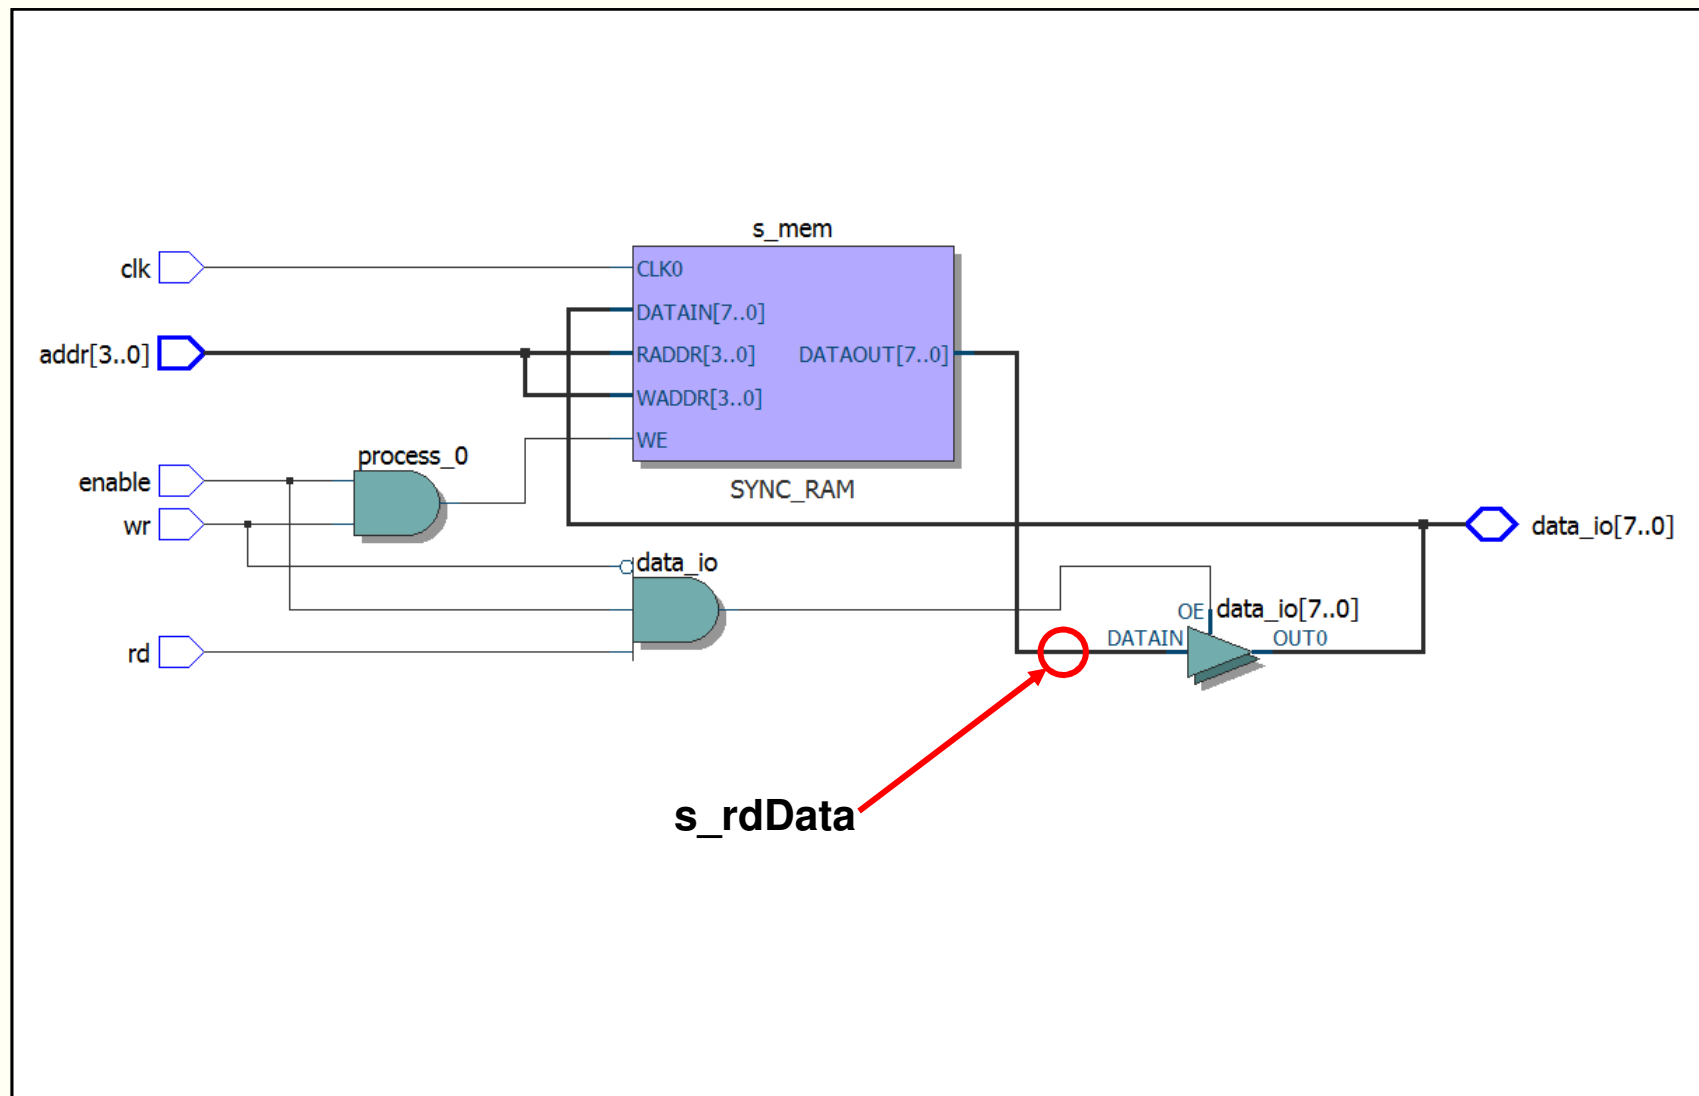 s_mem
clk
CLK0
DATAIN[7..0]
addr[3..0]
RADDR[3..0]
DATAOUT[7..0]
WADDR[3..0]
WE
process_0
enable
SYNC_RAM
wr
data_io[7..0]
data_io
OE
data_io[7..0]
rd
DATAIN
OUT0
s_rdData